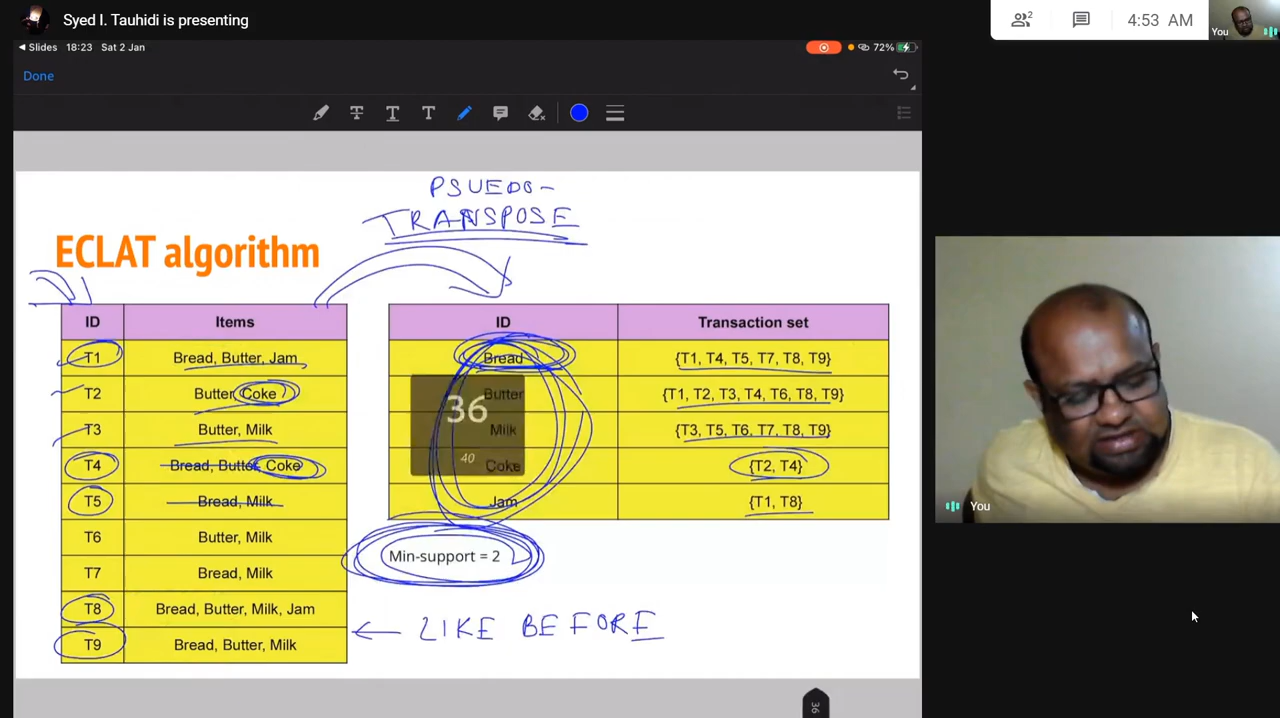 Syed I. Tauhidi is presenting
2
4:53 AM
You
Slides 18:23 Sat 2 Jan
72%
Done
T T T
PSUEDO-
TRANSPOSE
ECLAT algorithm
ID Items
T1 Bread, Butter, Jam
T2 Butter, Coke
T3 Butter, Milk
T4 Bread, Butter, Coke
T5 Bread, Milk
T6 Butter, Milk
T7 Bread, Milk
T8 Bread, Butter, Milk, Jam
T9 Bread, Butter, Milk
ID Transaction set
Bread {T1, T4, T5, T7, T8, T9}
Butter {T1, T2, T3, T4, T6, T8, T9}
Milk {T3, T5, T6, T7, T8, T9}
Coke {T2, T4}
Jam {T1, T8}
36
40
Min-support = 2
LIKE BEFORE
36
You